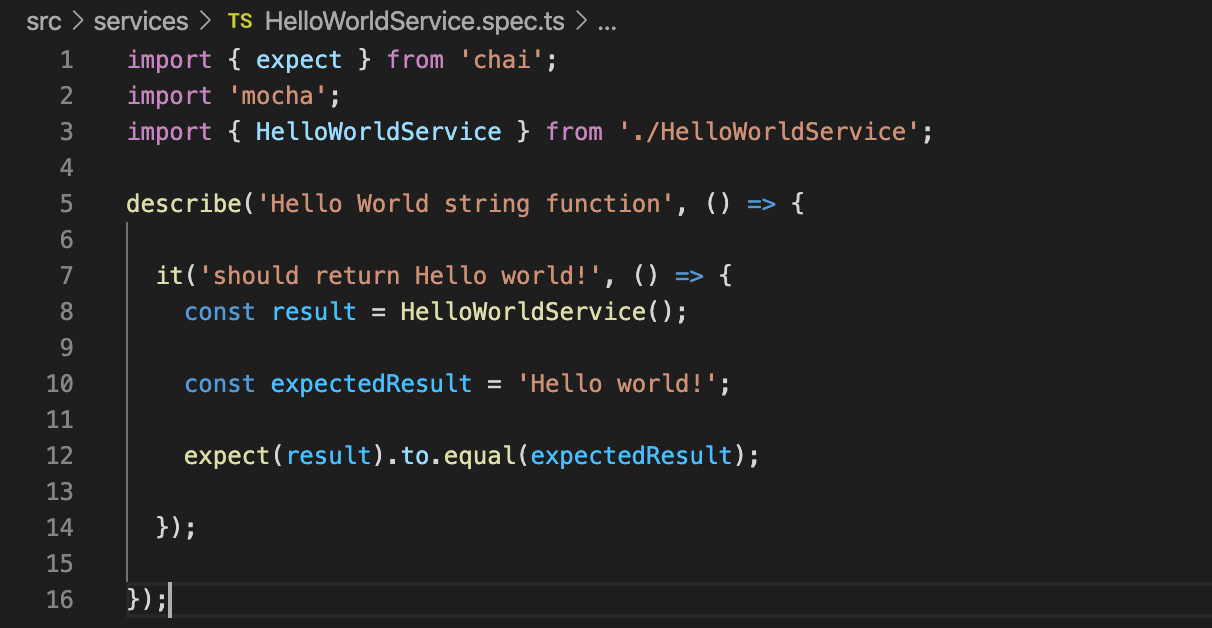 src > services > TS HelloWorldService.spec.ts > ...
1 import { expect } from 'chai';
2 import 'mocha';
3 import { HelloWorldService } from './HelloWorldService';
4
5 describe('Hello World string function', () => {
6
7   it('should return Hello world!', () => {
8     const result = HelloWorldService();
9
10     const expectedResult = 'Hello world!';
11
12     expect(result).to.equal(expectedResult);
13
14   });
15
16 });